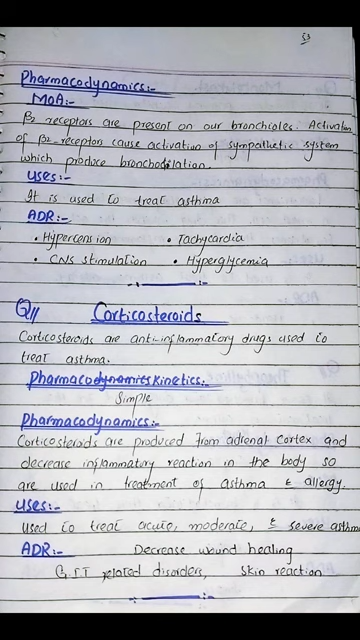 53
Pharmacodynamics:-
MOA:-
β2 receptors are present on our bronchioles. Activation
of β2-receptors cause activation of sympathetic system
which produce bronchodilation.
Uses:-
It is used to treat asthma
ADR:-
• Hypertension • Tachycardia
• CNS stimulation • Hyperglycemia
Q11 Corticosteroids
Corticosteroids are anti-inflammatory drugs used to
treat asthma.
Pharmacodynamics Kinetics:-
Simple
Pharmacodynamics:-
Corticosteroids are produced from adrenal cortex and
decrease inflammatory reaction in the body so
are used in treatment of asthma & allergy.
Uses:-
Used to treat acute, moderate, & severe asthma
ADR:- Decrease wound healing
G.I.T related disorders, Skin reaction